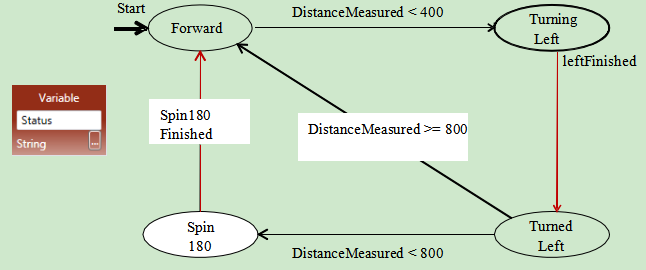 Start
Forward
DistanceMeasured < 400
Turning
Left
leftFinished
Variable
Status
String
...
Spin180
Finished
DistanceMeasured >= 800
Spin
180
DistanceMeasured < 800
Turned
Left